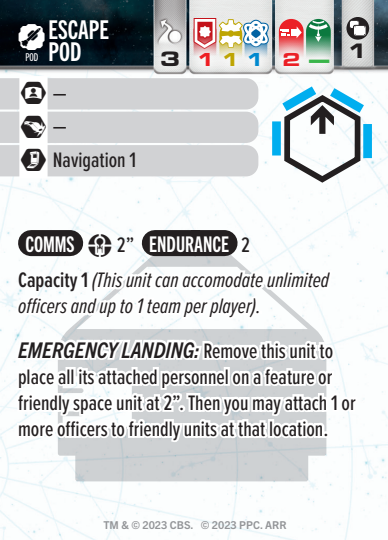 ESCAPE
POD
POD
3
1 1 1
2 —
1
—
—
Navigation 1
COMMS 2” ENDURANCE 2
Capacity 1 (This unit can accomodate unlimited
officers and up to 1 team per player).
EMERGENCY LANDING: Remove this unit to
place all its attached personnel on a feature or
friendly space unit at 2”. Then you may attach 1 or
more officers to friendly units at that location.
TM & © 2023 CBS. © 2023 PPC. ARR